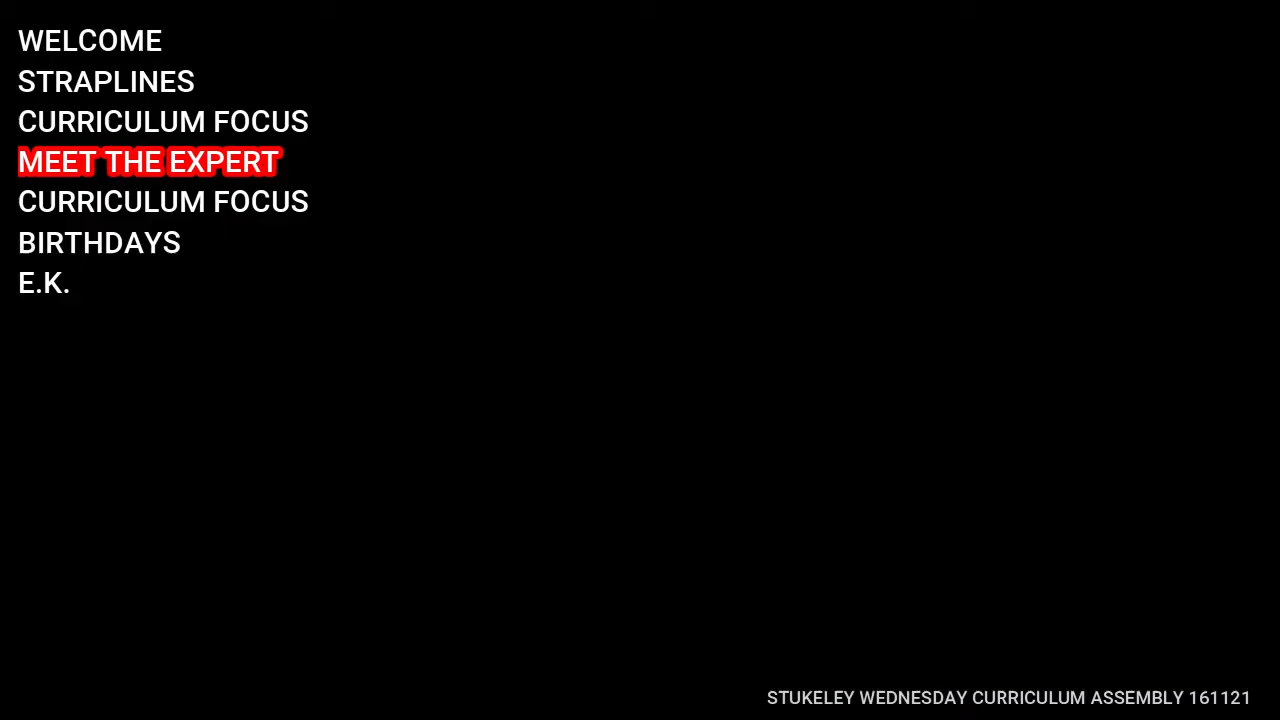 WELCOME
STRAPLINES
CURRICULUM FOCUS
MEET THE EXPERT
CURRICULUM FOCUS
BIRTHDAYS
E.K.
STUKELEY WEDNESDAY CURRICULUM ASSEMBLY 161121